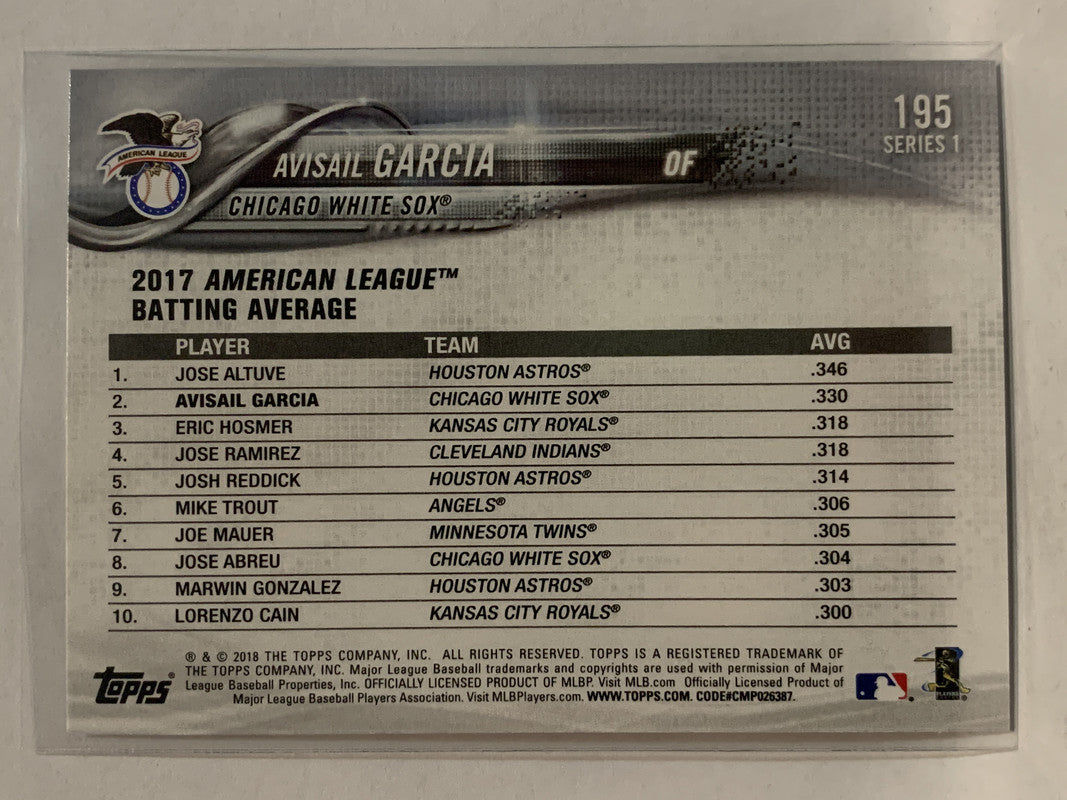 195
SERIES 1
AMERICAN LEAGUE
AVISAIL GARCIA OF
CHICAGO WHITE SOX®
2017 AMERICAN LEAGUE™
BATTING AVERAGE
PLAYER TEAM AVG
1. JOSE ALTUVE HOUSTON ASTROS® .346
2. AVISAIL GARCIA CHICAGO WHITE SOX® .330
3. ERIC HOSMER KANSAS CITY ROYALS® .318
4. JOSE RAMIREZ CLEVELAND INDIANS® .318
5. JOSH REDDICK HOUSTON ASTROS® .314
6. MIKE TROUT ANGELS® .306
7. JOE MAUER MINNESOTA TWINS® .305
8. JOSE ABREU CHICAGO WHITE SOX® .304
9. MARWIN GONZALEZ HOUSTON ASTROS® .303
10. LORENZO CAIN KANSAS CITY ROYALS® .300
® & © 2018 THE TOPPS COMPANY, INC. ALL RIGHTS RESERVED. TOPPS IS A REGISTERED TRADEMARK OF
THE TOPPS COMPANY, INC. Major League Baseball trademarks and copyrights are used with permission of Major
League Baseball Properties, Inc. OFFICIALLY LICENSED PRODUCT OF MLBP. Visit MLB.com Officially Licensed Product of
Major League Baseball Players Association. Visit MLBPlayers.com. WWW.TOPPS.COM. CODE#CMP026387.
Topps®